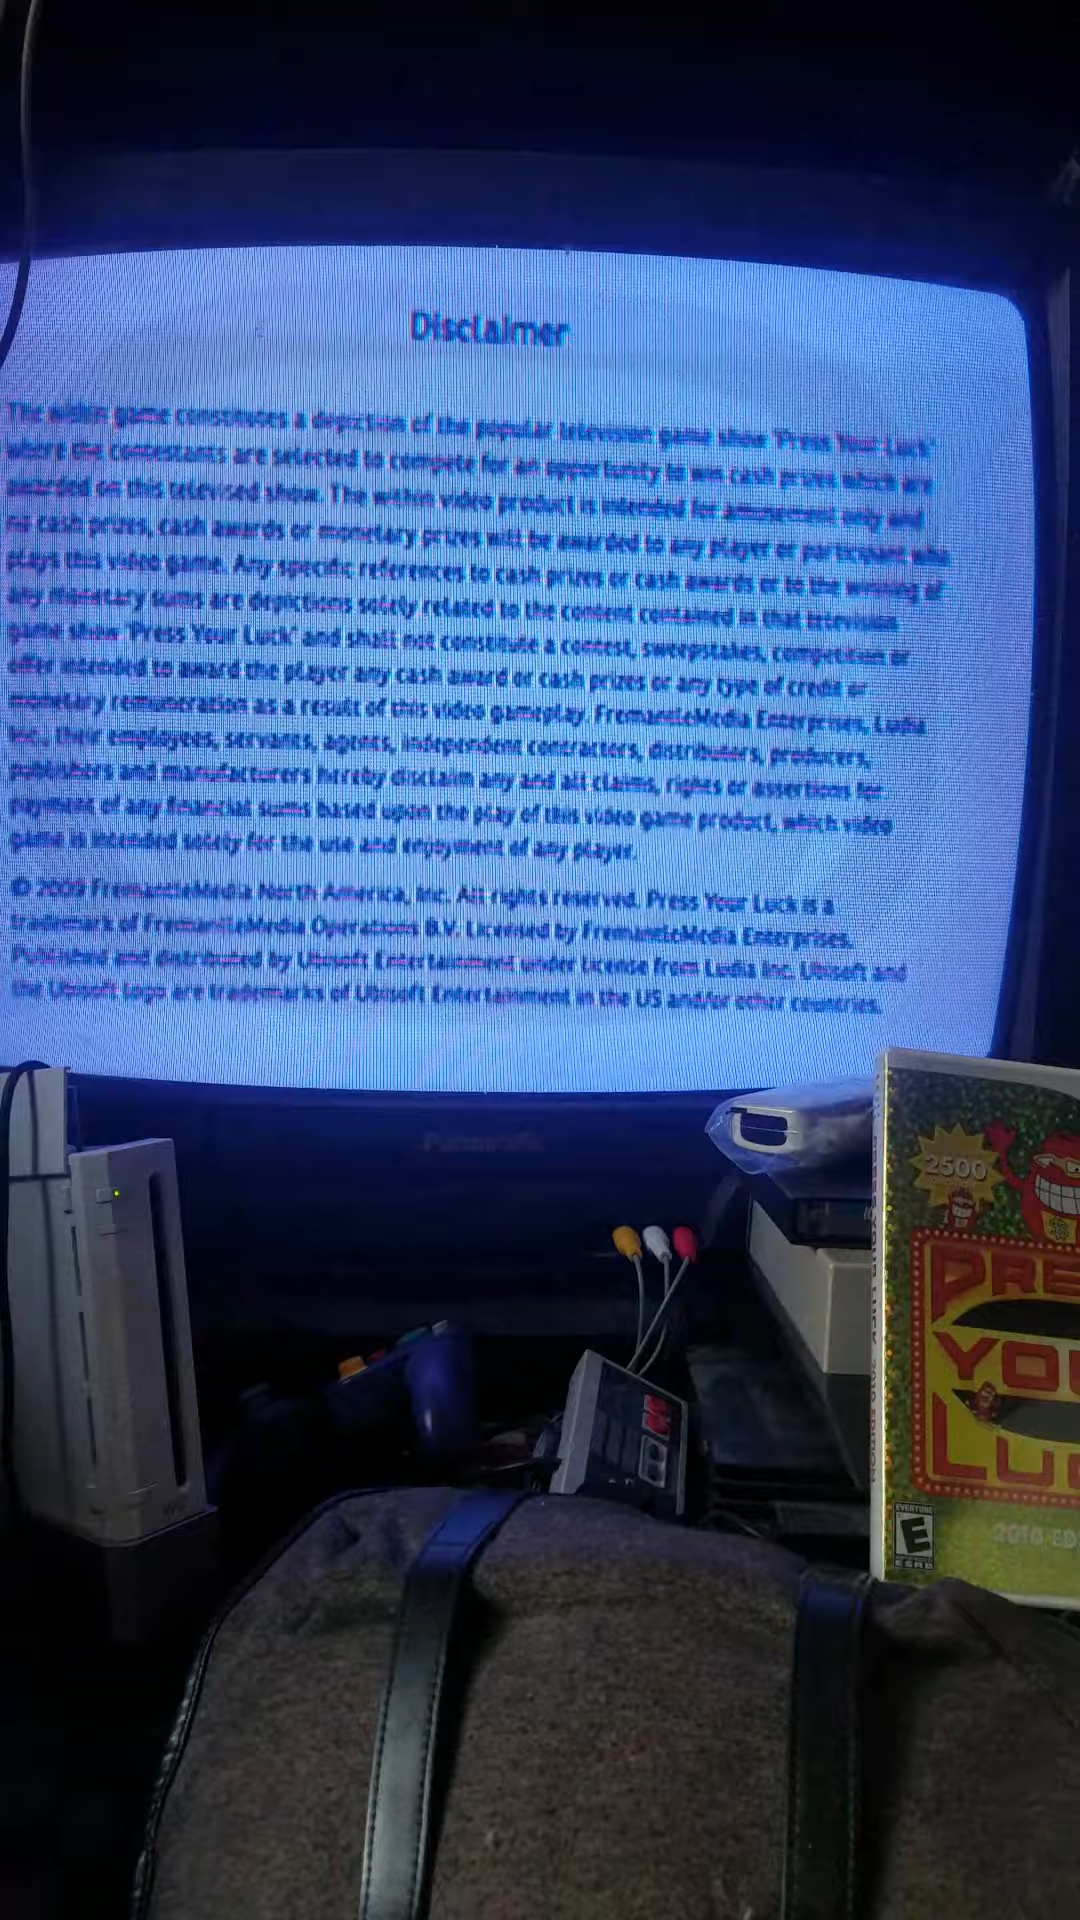 Disclaimer
The within game constitutes a depiction of the popular television game show 'Press Your Luck'
where the contestants are selected to compete for an opportunity to win cash prizes which are
awarded on this televised show. The within video product is intended for amusement only and
no cash prizes, cash awards or monetary prizes will be awarded to any player or participant who
plays this video game. Any specific references to cash prizes or cash awards or to the winning of
any monetary sums are depictions solely related to the content contained in that television
game show 'Press Your Luck' and shall not constitute a contest, sweepstakes, competition or
offer intended to award the player any cash award or cash prizes or any type of credit or
monetary remuneration as a result of this video gameplay. FremantleMedia Enterprises, Ludia
Inc., their employees, servants, agents, independent contractors, distributors, producers,
publishers and manufacturers hereby disclaim any and all claims, rights or assertions for
payment of any financial sums based upon the play of this video game product, which video
game is intended solely for the use and enjoyment of any player.
© 2009 FremantleMedia North America, Inc. All rights reserved. Press Your Luck is a
trademark of FremantleMedia Operations B.V. Licensed by FremantleMedia Enterprises.
Published and distributed by Ubisoft Entertainment under license from Ludia Inc. Ubisoft and
the Ubisoft logo are trademarks of Ubisoft Entertainment in the US and/or other countries.
Panasonic
2500
PRE
YOU
LUC
2010 ED
EVERYONE
E
ESRB
PRESS YOUR LUCK 2010 EDITION
Wii